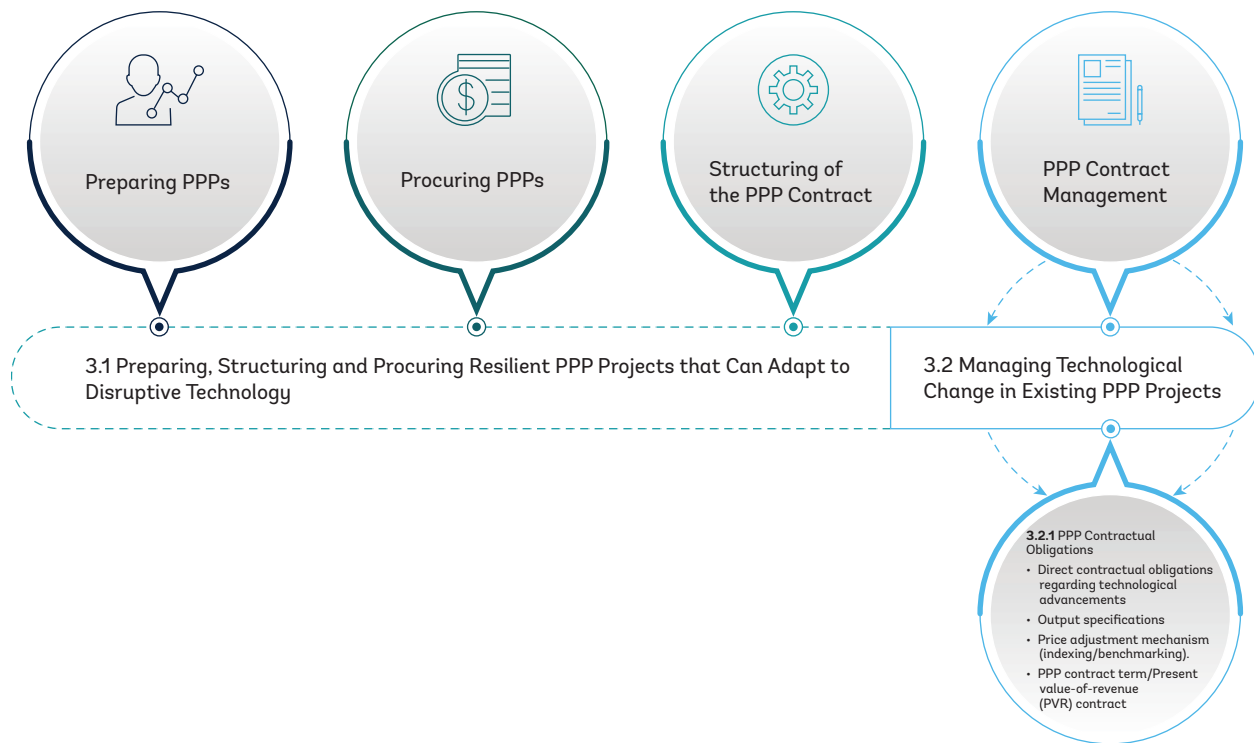 Preparing PPPs
Procuring PPPs
$
Structuring of
the PPP Contract
PPP Contract
Management
3.1 Preparing, Structuring and Procuring Resilient PPP Projects that Can Adapt to
Disruptive Technology
3.2 Managing Technological
Change in Existing PPP Projects
3.2.1 PPP Contractual
Obligations
• Direct contractual obligations
regarding technological
advancements
• Output specifications
• Price adjustment mechanism
(indexing/benchmarking).
• PPP contract term/Present
value-of-revenue
(PVR) contract